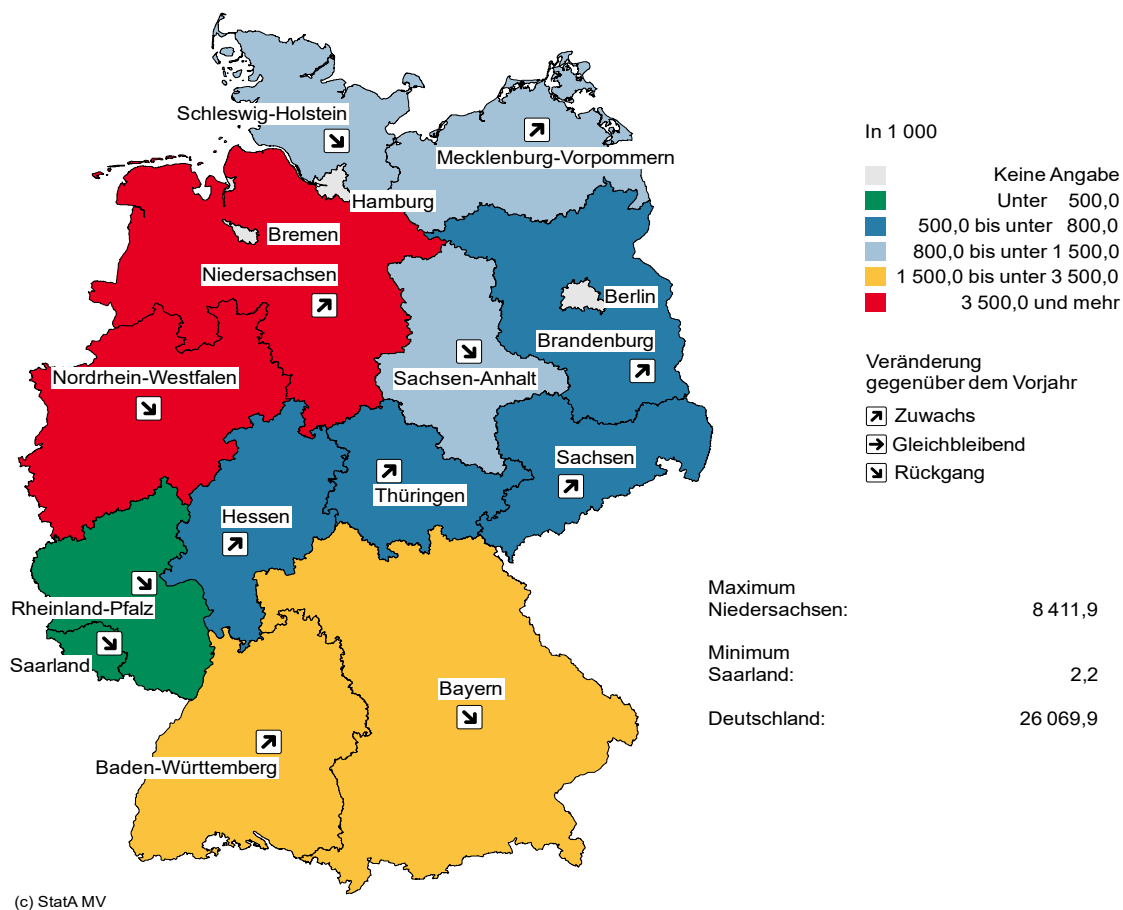 Schleswig-Holstein
Mecklenburg-Vorpommern
Hamburg
Bremen
Niedersachsen
Berlin
Brandenburg
Nordrhein-Westfalen
Sachsen-Anhalt
Sachsen
Thüringen
Hessen
Rheinland-Pfalz
Saarland
Bayern
Baden-Württemberg
In 1 000
Keine Angabe
Unter 500,0
500,0 bis unter 800,0
800,0 bis unter 1 500,0
1 500,0 bis unter 3 500,0
3 500,0 und mehr
Veränderung
gegenüber dem Vorjahr
Zuwachs
Gleichbleibend
Rückgang
Maximum
Niedersachsen: 8 411,9
Minimum
Saarland: 2,2
Deutschland: 26 069,9
(c) StatA MV